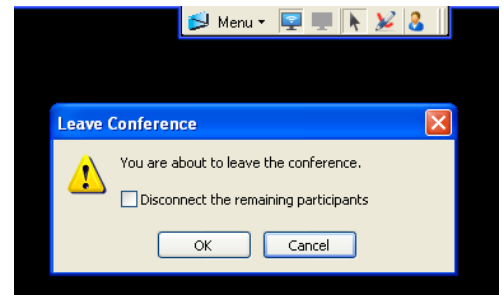 Menu
Leave Conference
You are about to leave the conference.
Disconnect the remaining participants
OK Cancel